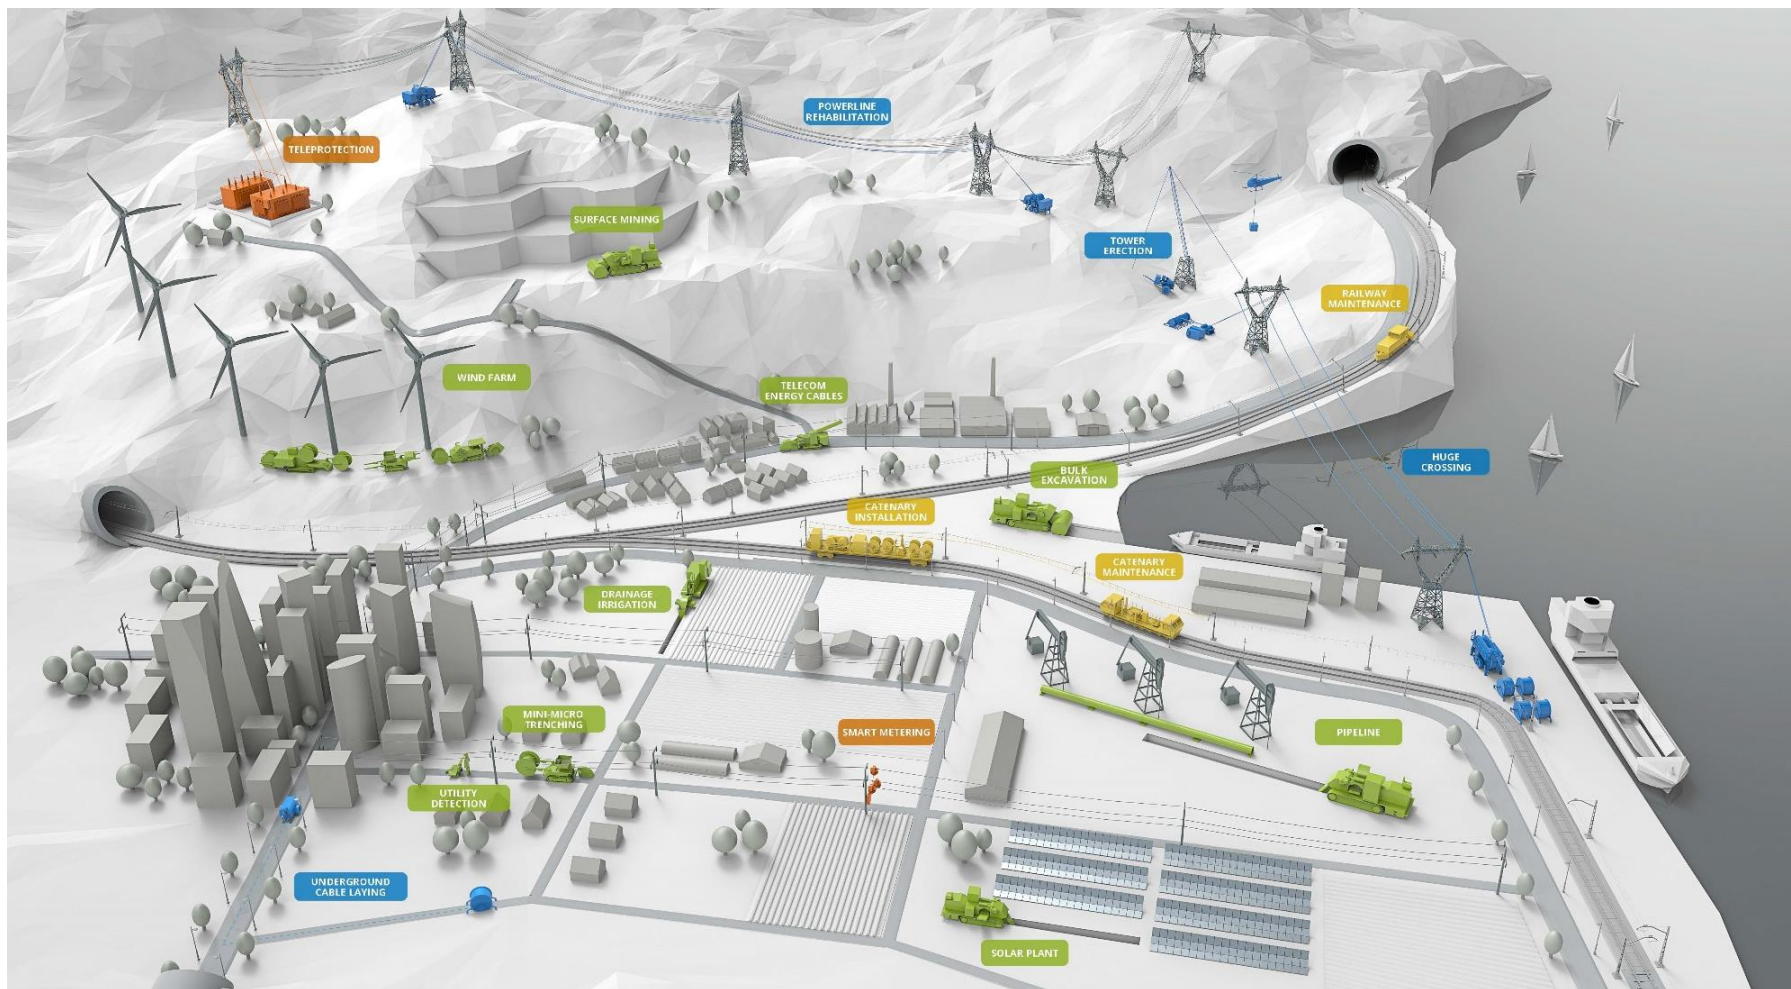 POWERLINE
REHABILITATION
TELEPROTECTION
SURFACE MINING
TOWER
ERECTION
RAILWAY
MAINTENANCE
WIND FARM
TELECOM
ENERGY CABLES
HUGE
CROSSING
BULK
EXCAVATION
CATENARY
INSTALLATION
CATENARY
MAINTENANCE
DRAINAGE
IRRIGATION
MINI-MICRO
TRENCHING
SMART METERING
PIPELINE
UTILITY
DETECTION
UNDERGROUND
CABLE LAYING
SOLAR PLANT